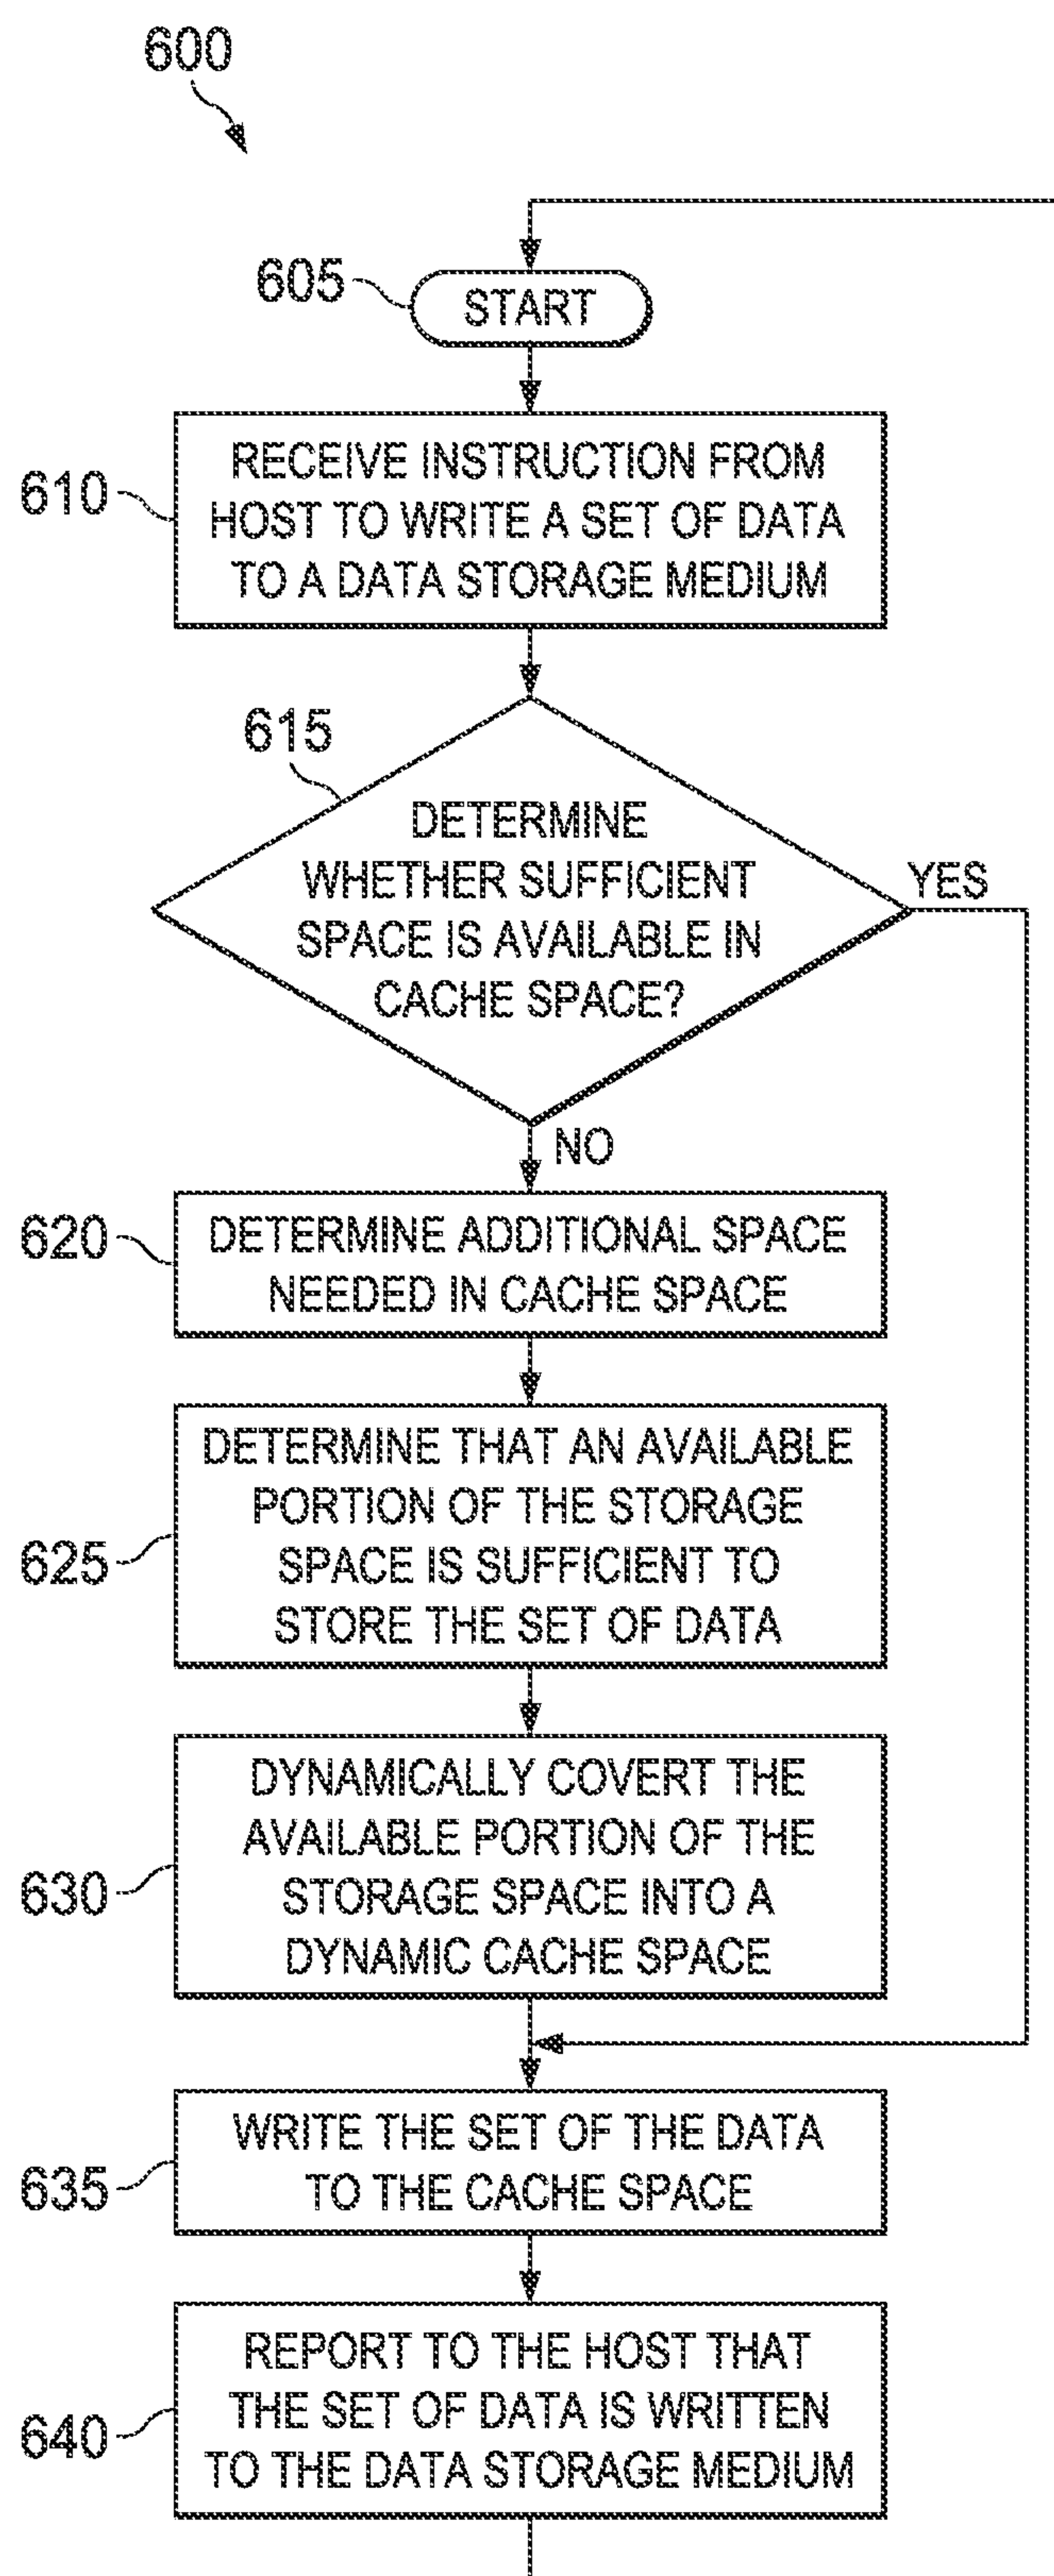 600
605
START
610
RECEIVE INSTRUCTION FROM
HOST TO WRITE A SET OF DATA
TO A DATA STORAGE MEDIUM
615
DETERMINE
WHETHER SUFFICIENT
SPACE IS AVAILABLE IN
CACHE SPACE?
YES
NO
620
DETERMINE ADDITIONAL SPACE
NEEDED IN CACHE SPACE
625
DETERMINE THAT AN AVAILABLE
PORTION OF THE STORAGE
SPACE IS SUFFICIENT TO
STORE THE SET OF DATA
630
DYNAMICALLY COVERT THE
AVAILABLE PORTION OF THE
STORAGE SPACE INTO A
DYNAMIC CACHE SPACE
635
WRITE THE SET OF THE DATA
TO THE CACHE SPACE
640
REPORT TO THE HOST THAT
THE SET OF DATA IS WRITTEN
TO THE DATA STORAGE MEDIUM